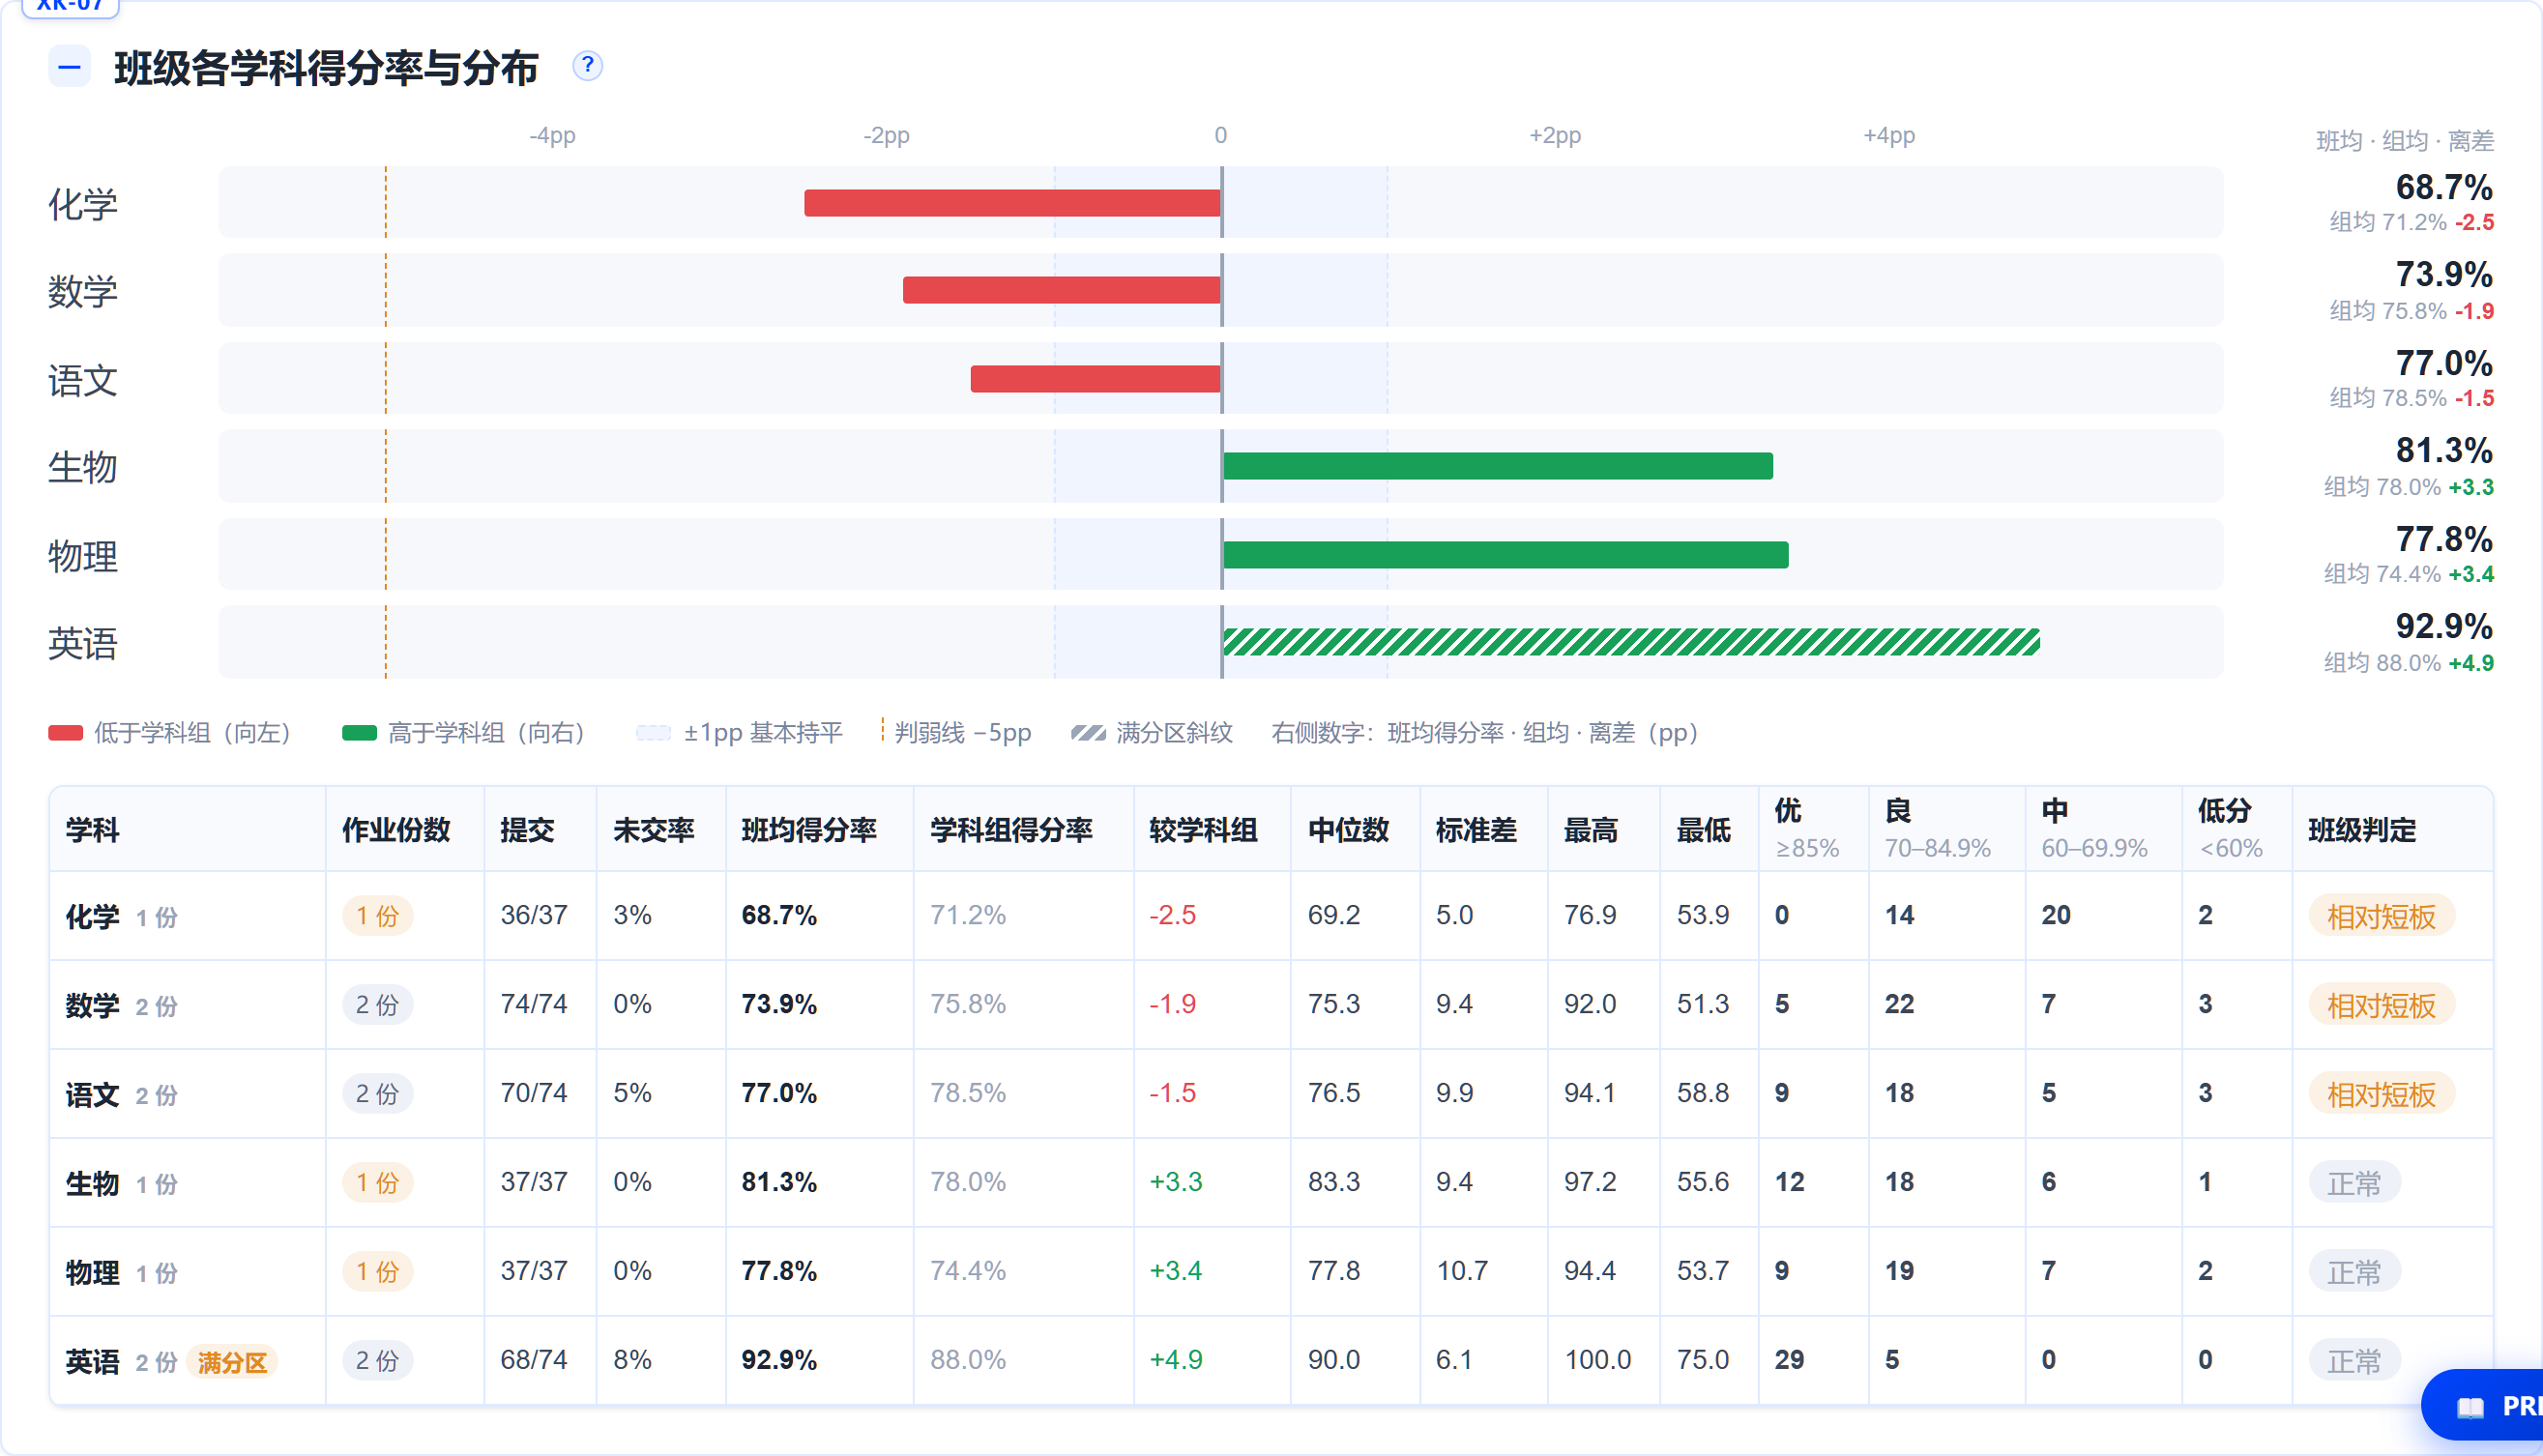 XK-07
班级各学科得分率与分布 ?
-4pp -2pp 0 +2pp +4pp 班均 · 组均 · 离差
化学 68.7%
组均 71.2% -2.5
数学 73.9%
组均 75.8% -1.9
语文 77.0%
组均 78.5% -1.5
生物 81.3%
组均 78.0% +3.3
物理 77.8%
组均 74.4% +3.4
英语 92.9%
组均 88.0% +4.9
低于学科组（向左） 高于学科组（向右） ±1pp 基本持平 判弱线 −5pp 满分区斜纹 右侧数字：班均得分率 · 组均 · 离差（pp）
学科 作业份数 提交 未交率 班均得分率 学科组得分率 较学科组 中位数 标准差 最高 最低 优 良 中 低分 班级判定
≥85% 70–84.9% 60–69.9% <60%
化学 1 份 1 份 36/37 3% 68.7% 71.2% -2.5 69.2 5.0 76.9 53.9 0 14 20 2 相对短板
数学 2 份 2 份 74/74 0% 73.9% 75.8% -1.9 75.3 9.4 92.0 51.3 5 22 7 3 相对短板
语文 2 份 2 份 70/74 5% 77.0% 78.5% -1.5 76.5 9.9 94.1 58.8 9 18 5 3 相对短板
生物 1 份 1 份 37/37 0% 81.3% 78.0% +3.3 83.3 9.4 97.2 55.6 12 18 6 1 正常
物理 1 份 1 份 37/37 0% 77.8% 74.4% +3.4 77.8 10.7 94.4 53.7 9 19 7 2 正常
英语 2 份 满分区 2 份 68/74 8% 92.9% 88.0% +4.9 90.0 6.1 100.0 75.0 29 5 0 0 正常